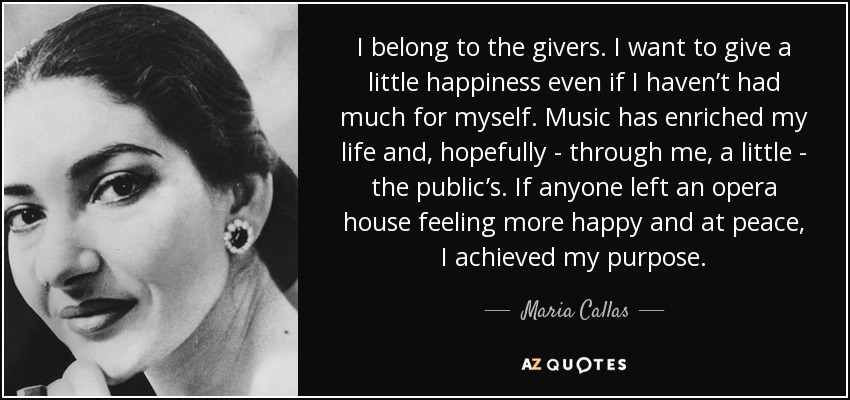 I belong to the givers. I want to give a
little happiness even if I haven’t had
much for myself. Music has enriched my
life and, hopefully - through me, a little -
the public’s. If anyone left an opera
house feeling more happy and at peace,
I achieved my purpose.
Maria Callas
AZ QUOTES